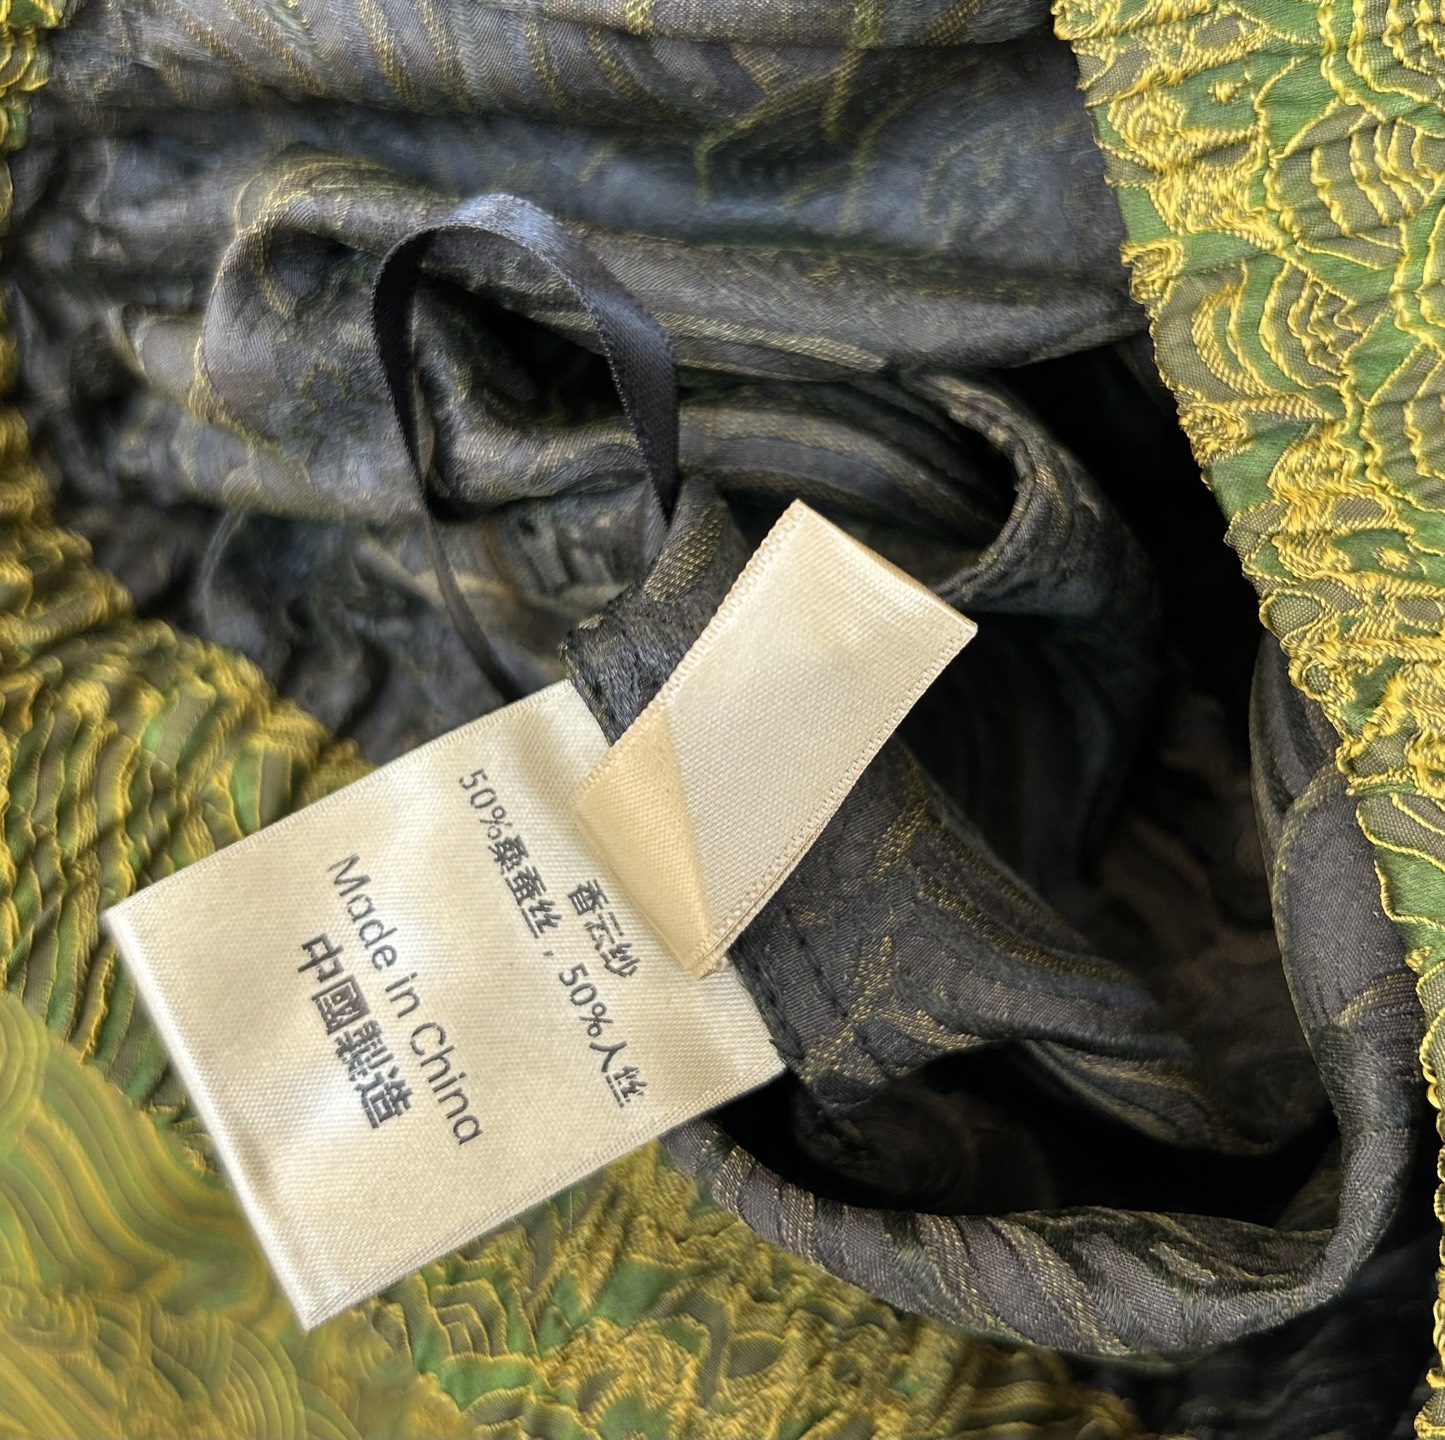 香云纱
50%桑蚕丝，50%人丝
Made in China
中國製造